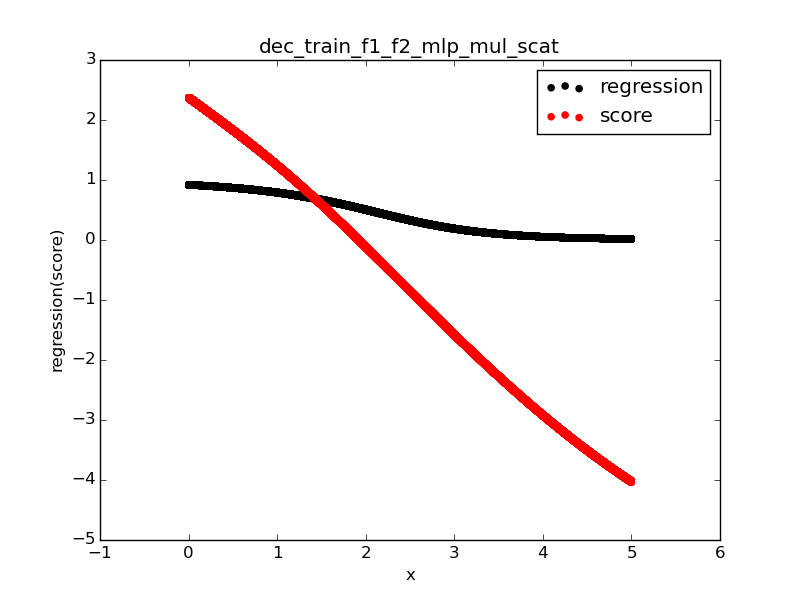 dec_train_f1_f2_mlp_mul_scat
regression
score
3
2
1
0
−1
−2
−3
−4
−5
regression(score)
−1 0 1 2 3 4 5 6
x